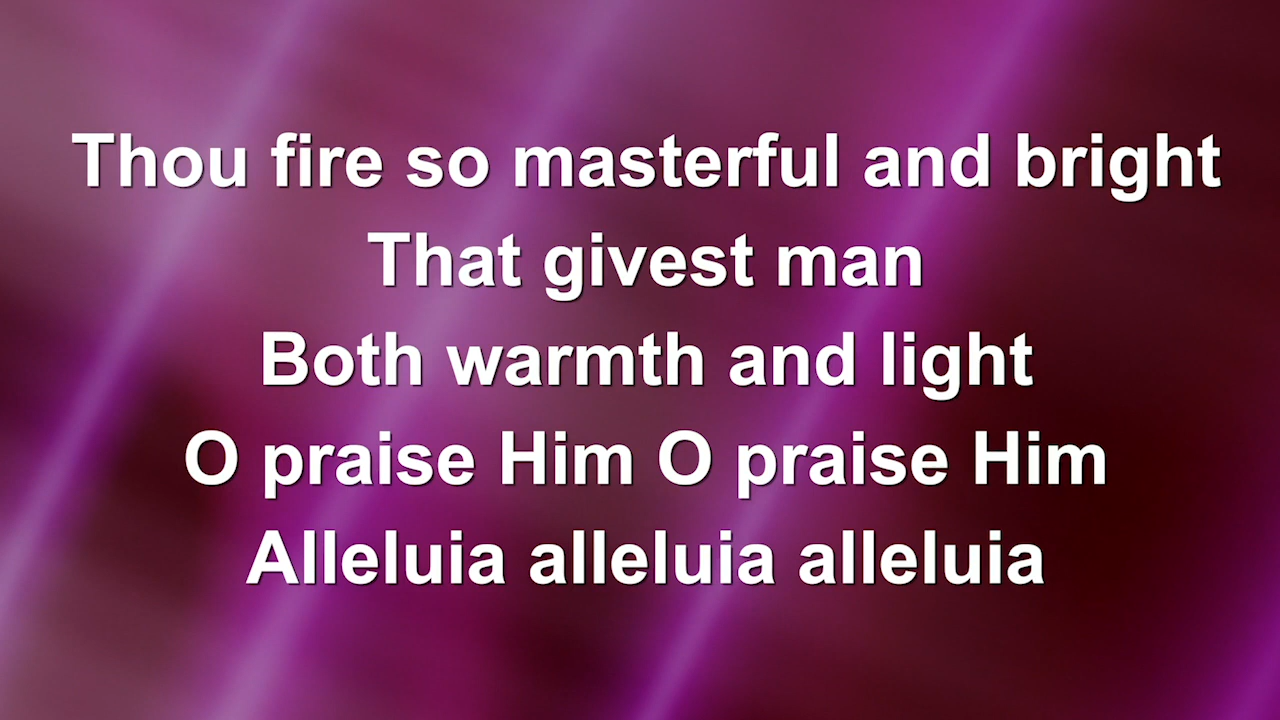 Thou fire so masterful and bright
That givest man
Both warmth and light
O praise Him O praise Him
Alleluia alleluia alleluia